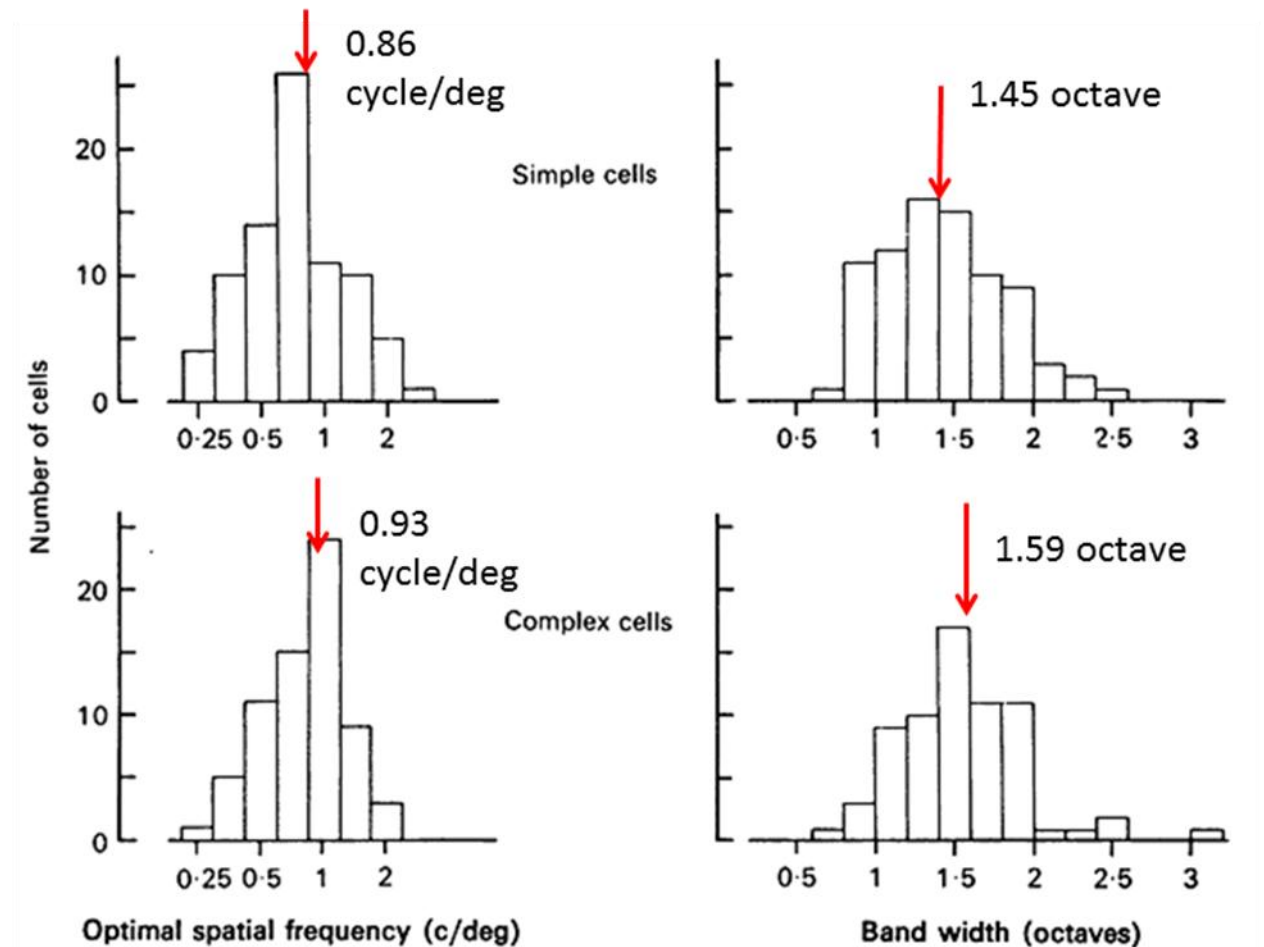 0.86
cycle/deg
1.45 octave
20
Simple cells
10
0
0·25 0·5 1 2
0·5 1 1·5 2 2·5 3
Number of cells
0.93
cycle/deg
1.59 octave
20
Complex cells
10
0
0·25 0·5 1 2
0·5 1 1·5 2 2·5 3
Optimal spatial frequency (c/deg)
Band width (octaves)